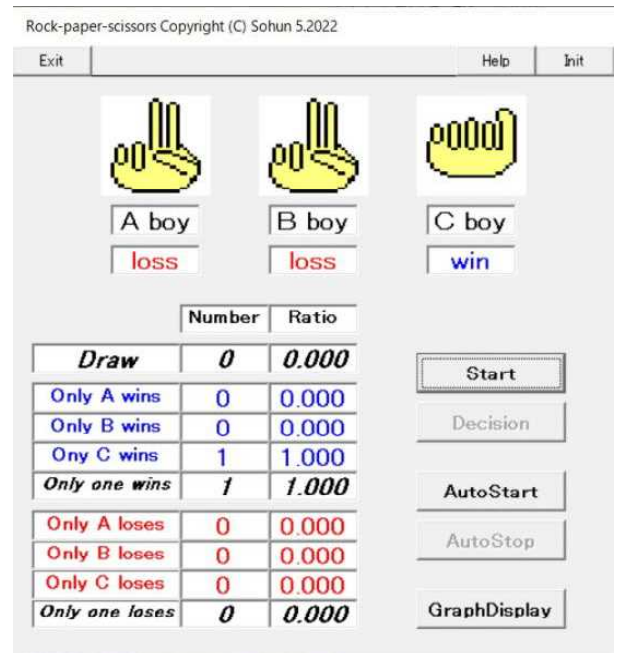 Rock-paper-scissors Copyright (C) Sohun 5.2022
Exit Help Init
A boy B boy C boy
loss loss win
Number Ratio
Draw 0 0.000
Start
Only A wins 0 0.000
Only B wins 0 0.000
Decision
Ony C wins 1 1.000
Only one wins 1 1.000
AutoStart
Only A loses 0 0.000
AutoStop
Only B loses 0 0.000
Only C loses 0 0.000
Only one loses 0 0.000
GraphDisplay